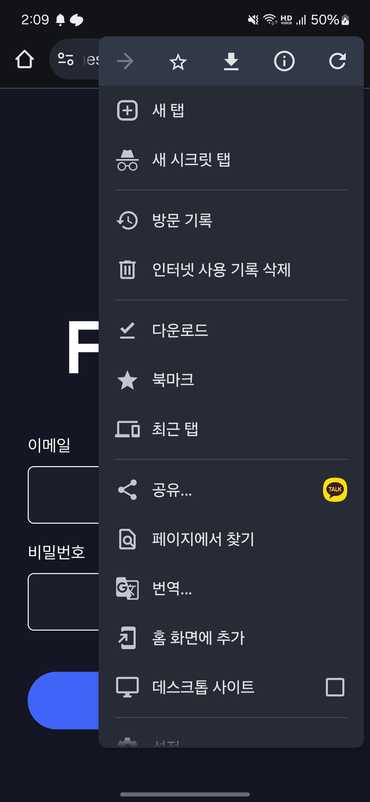 2:09
HD
50%
새 탭
새 시크릿 탭
방문 기록
인터넷 사용 기록 삭제
다운로드
북마크
최근 탭
이메일
공유...
TALK
페이지에서 찾기
비밀번호
번역...
홈 화면에 추가
데스크톱 사이트
설정